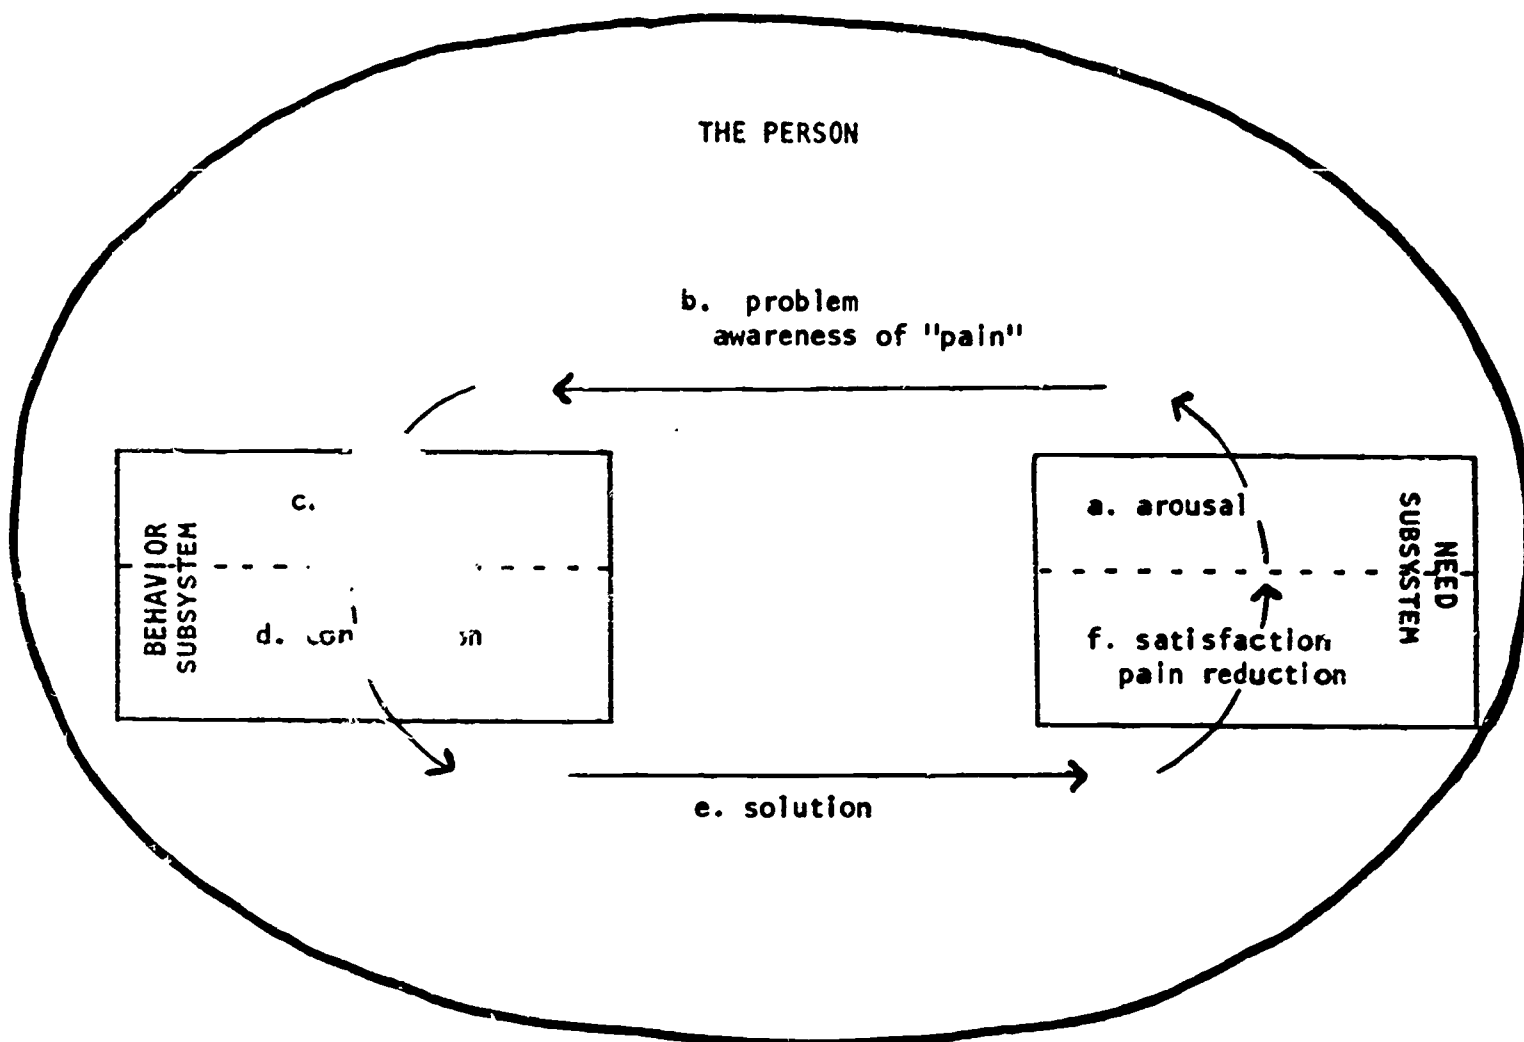 THE PERSON
b. problem
awareness of "pain"
c.
BEHAVIOR
SUBSYSTEM
d.
a. arousal
NEED
SUBSYSTEM
f. satisfaction
pain reduction
e. solution